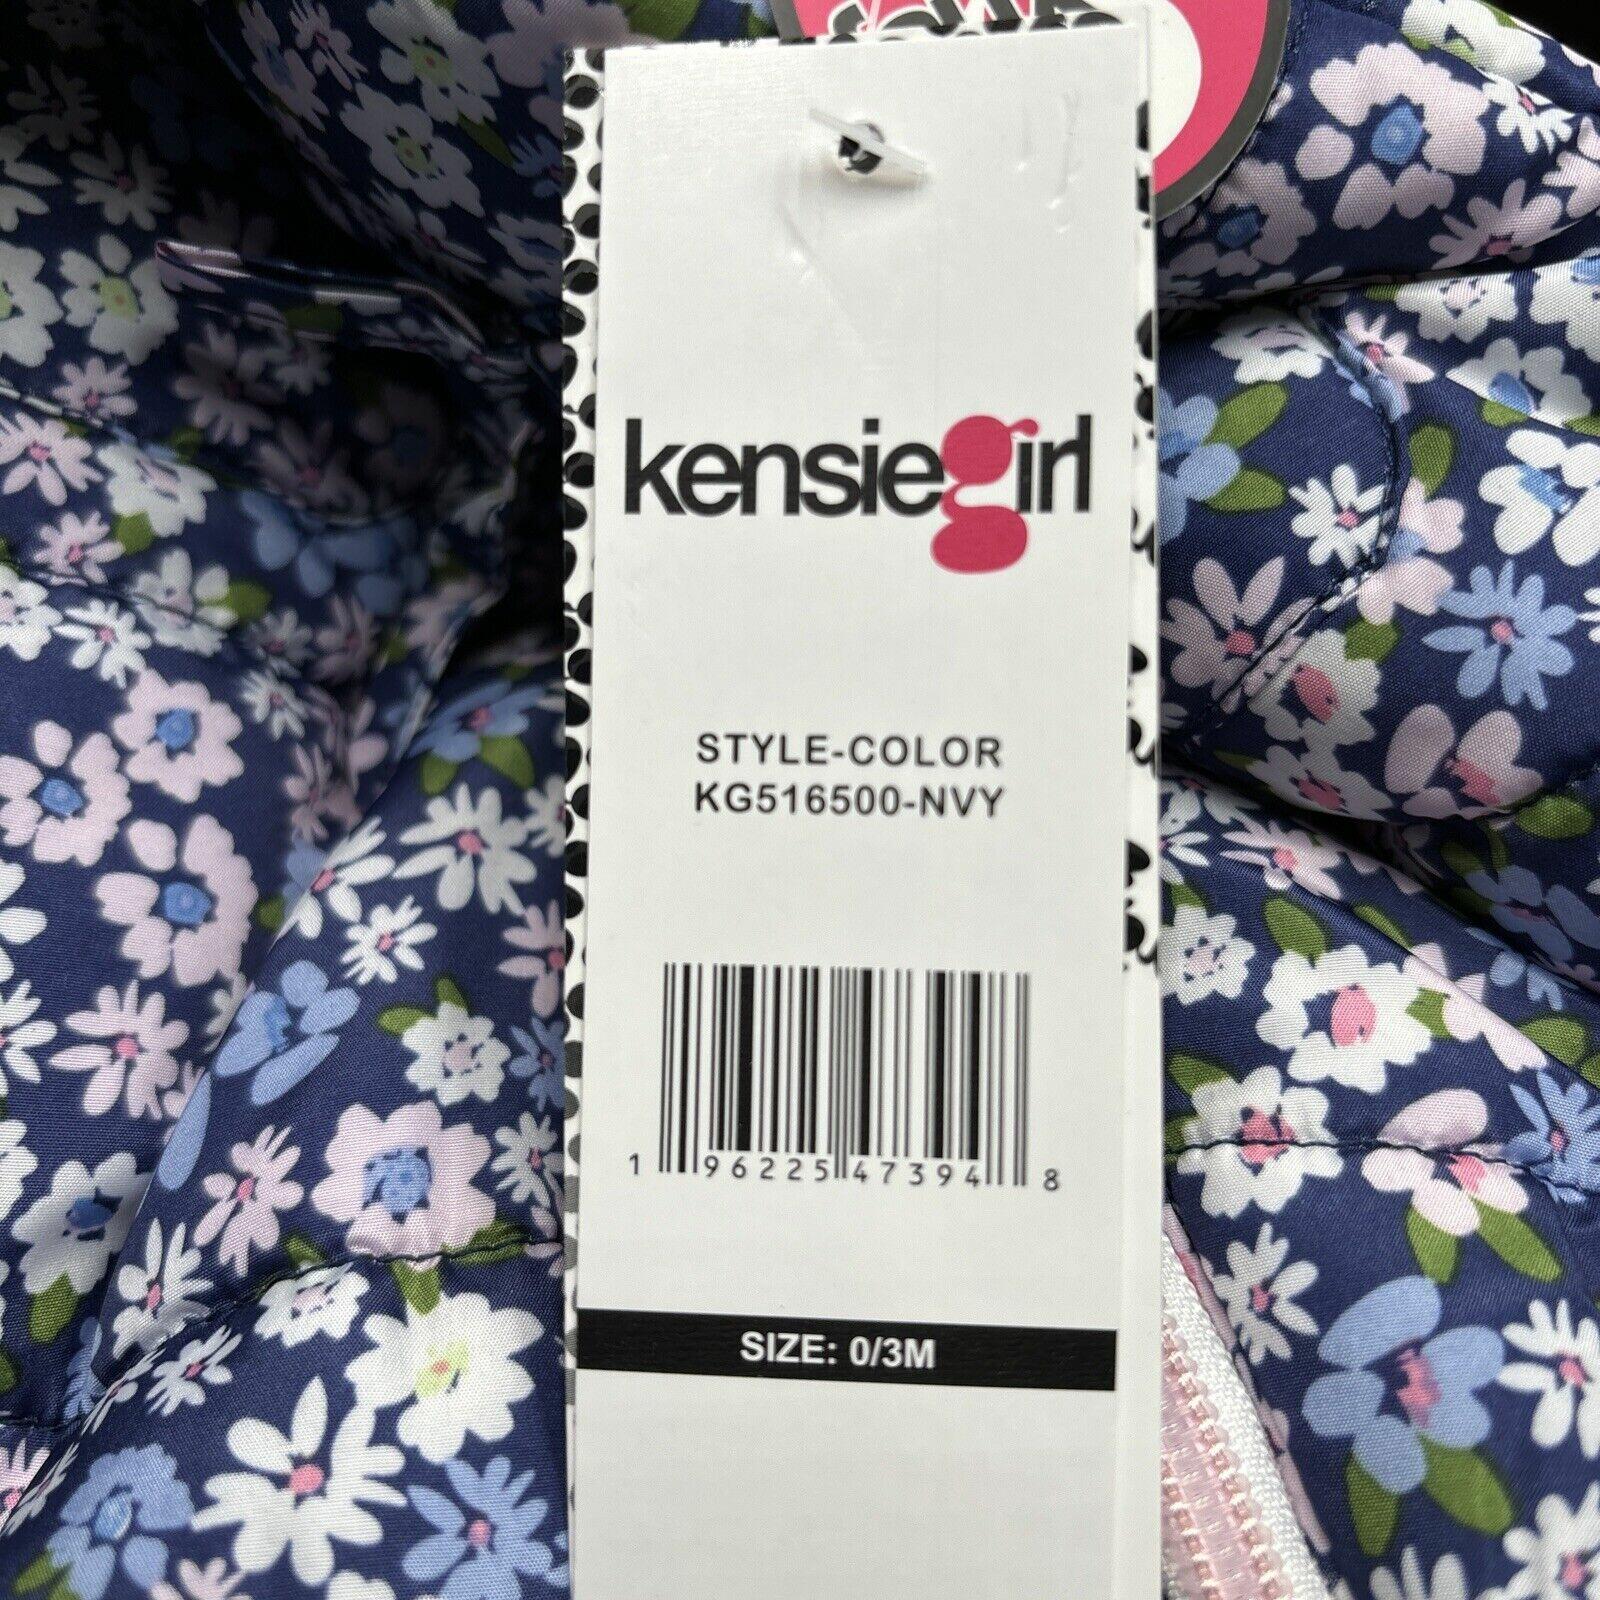 kensiegirl
STYLE-COLOR
KG516500-NVY
1 96225 47394 8
SIZE: 0/3M